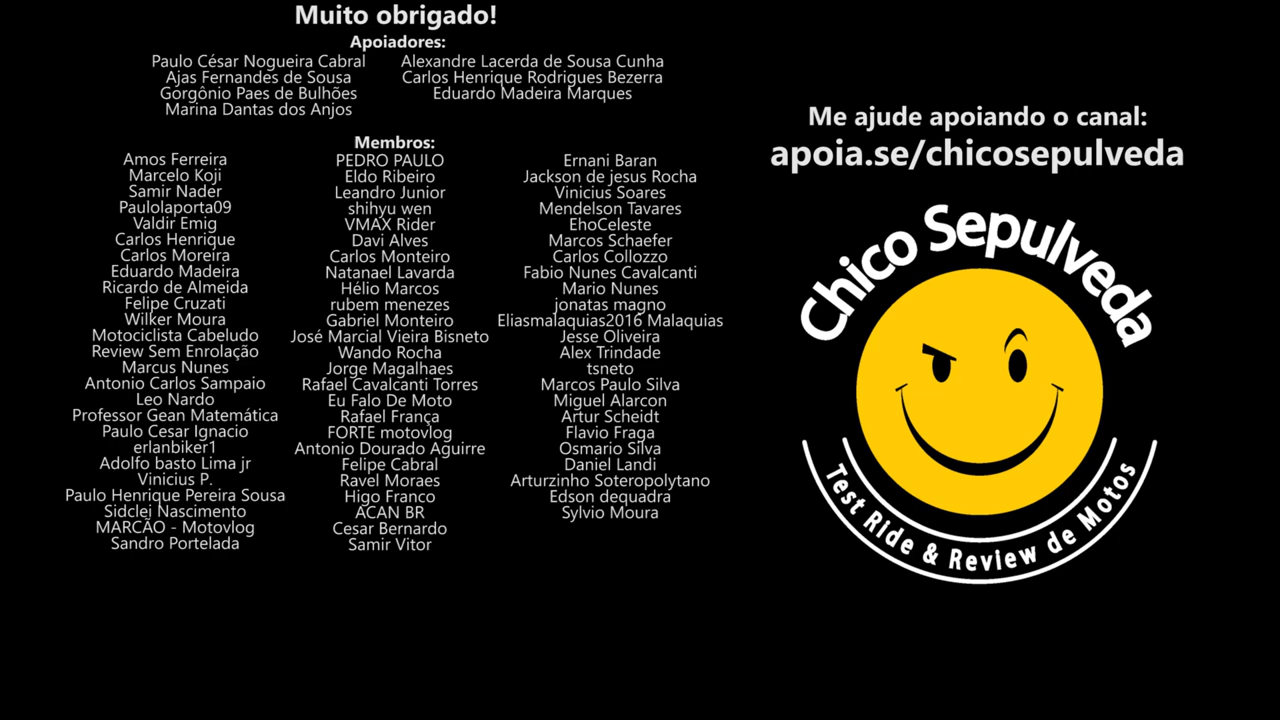 Muito obrigado!
Apoiadores:
Paulo César Nogueira Cabral
Ajas Fernandes de Sousa
Gorgônio Paes de Bulhões
Marina Dantas dos Anjos
Alexandre Lacerda de Sousa Cunha
Carlos Henrique Rodrigues Bezerra
Eduardo Madeira Marques
Membros:
Amos Ferreira
Marcelo Koji
Samir Nader
Paulolaporta09
Valdir Emig
Carlos Henrique
Carlos Moreira
Eduardo Madeira
Ricardo de Almeida
Felipe Cruzati
Wilker Moura
Motociclista Cabeludo
Review Sem Enrolação
Marcus Nunes
Antonio Carlos Sampaio
Leo Nardo
Professor Gean Matemática
Paulo Cesar Ignacio
erlanbiker1
Adolfo basto Lima jr
Vinicius P.
Paulo Henrique Pereira Sousa
Sidclei Nascimento
MARCÃO - Motovlog
Sandro Portelada
PEDRO PAULO
Eldo Ribeiro
Leandro Junior
shihyu wen
VMAX Rider
Davi Alves
Carlos Monteiro
Natanael Lavarda
Hélio Marcos
rubem menezes
Gabriel Monteiro
José Marcial Vieira Bisneto
Wando Rocha
Jorge Magalhaes
Rafael Cavalcanti Torres
Eu Falo De Moto
Rafael França
FORTE motovlog
Antonio Dourado Aguirre
Felipe Cabral
Ravel Moraes
Higo Franco
ACAN BR
Cesar Bernardo
Samir Vitor
Ernani Baran
Jackson de jesus Rocha
Vinicius Soares
Mendelson Tavares
EhoCeleste
Marcos Schaefer
Carlos Collozzo
Fabio Nunes Cavalcanti
Mario Nunes
jonatas magno
Eliasmalaquias2016 Malaquias
Jesse Oliveira
Alex Trindade
tsneto
Marcos Paulo Silva
Miguel Alarcon
Artur Scheidt
Flavio Fraga
Osmario Silva
Daniel Landi
Arturzinho Soteropolytano
Edson dequadra
Sylvio Moura
Me ajude apoiando o canal:
apoia.se/chicosepulveda
Chico Sepulveda
Test Ride & Review de Motos